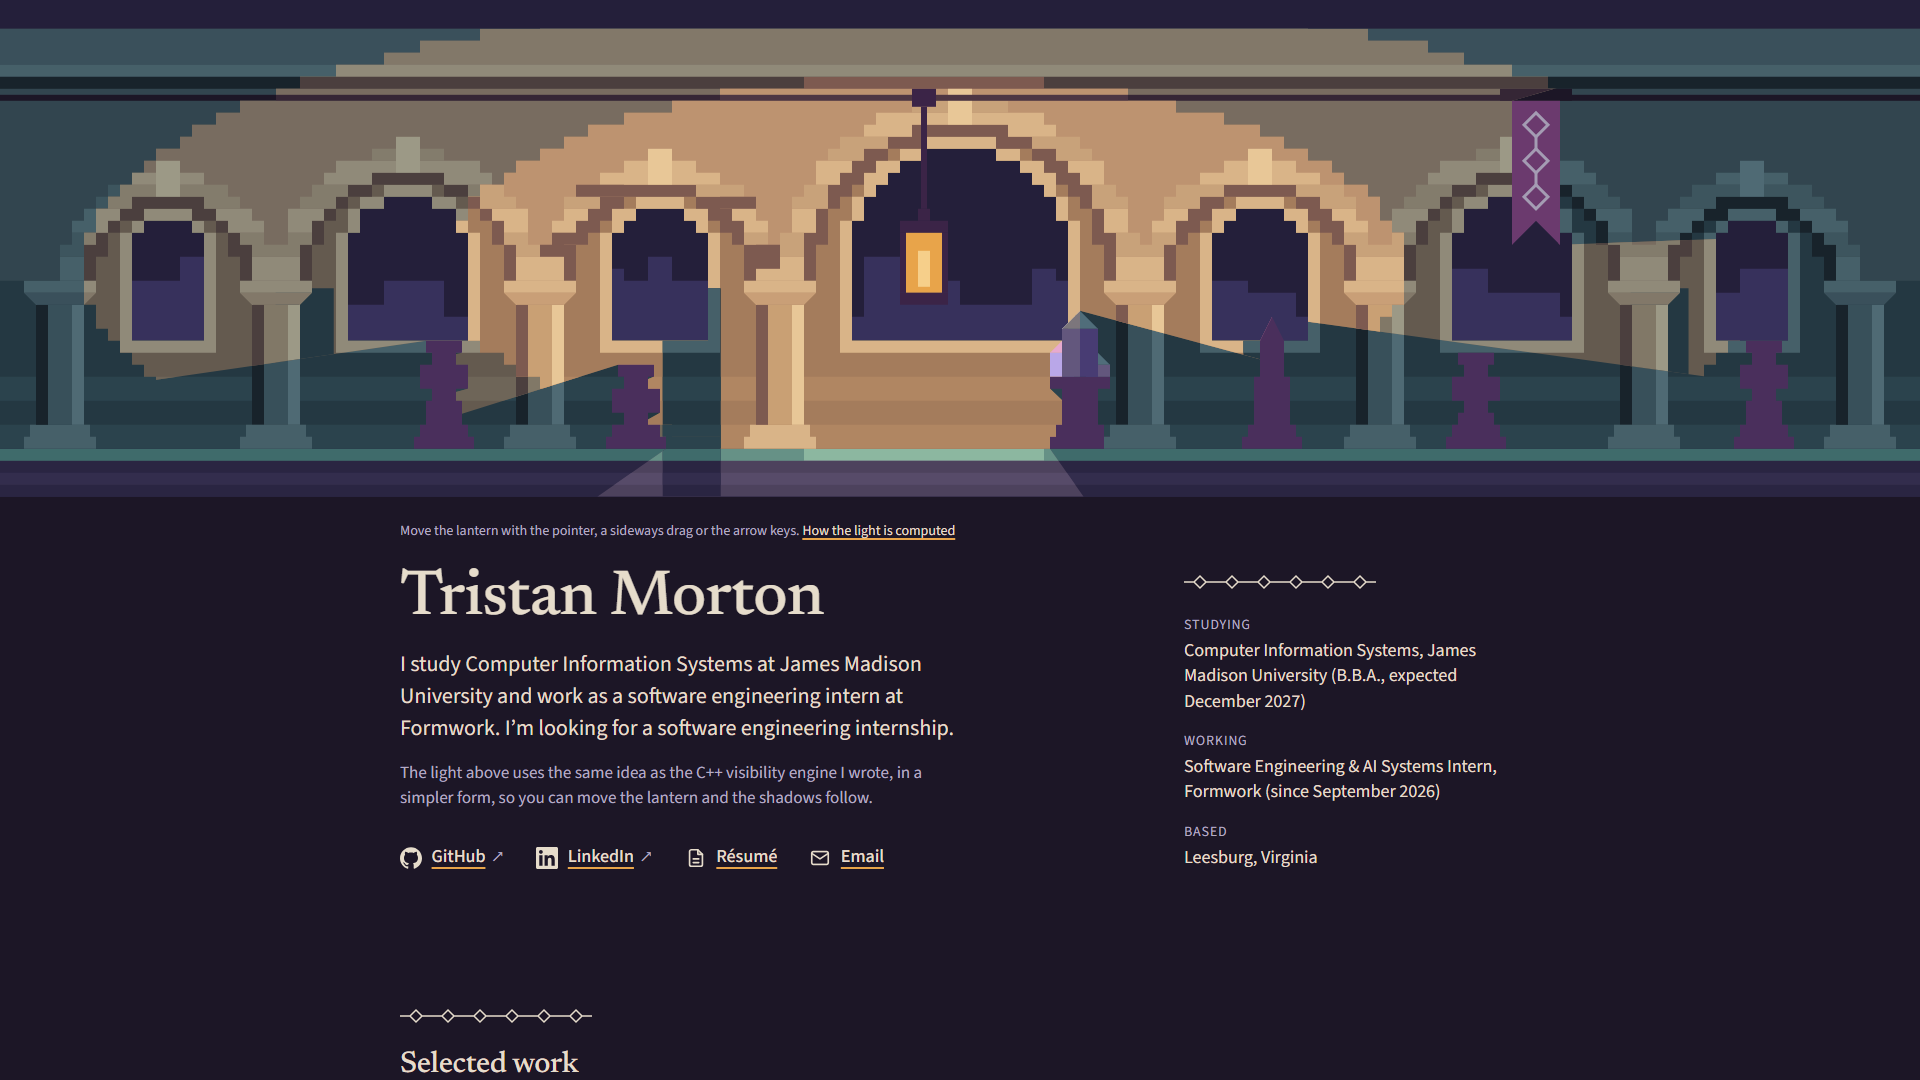 Move the lantern with the pointer, a sideways drag or the arrow keys. How the light is computed
Tristan Morton
I study Computer Information Systems at James Madison
University and work as a software engineering intern at
Formwork. I’m looking for a software engineering internship.
The light above uses the same idea as the C++ visibility engine I wrote, in a
simpler form, so you can move the lantern and the shadows follow.
GitHub ↗ LinkedIn ↗ Résumé Email
STUDYING
Computer Information Systems, James
Madison University (B.B.A., expected
December 2027)
WORKING
Software Engineering & AI Systems Intern,
Formwork (since September 2026)
BASED
Leesburg, Virginia
Selected work